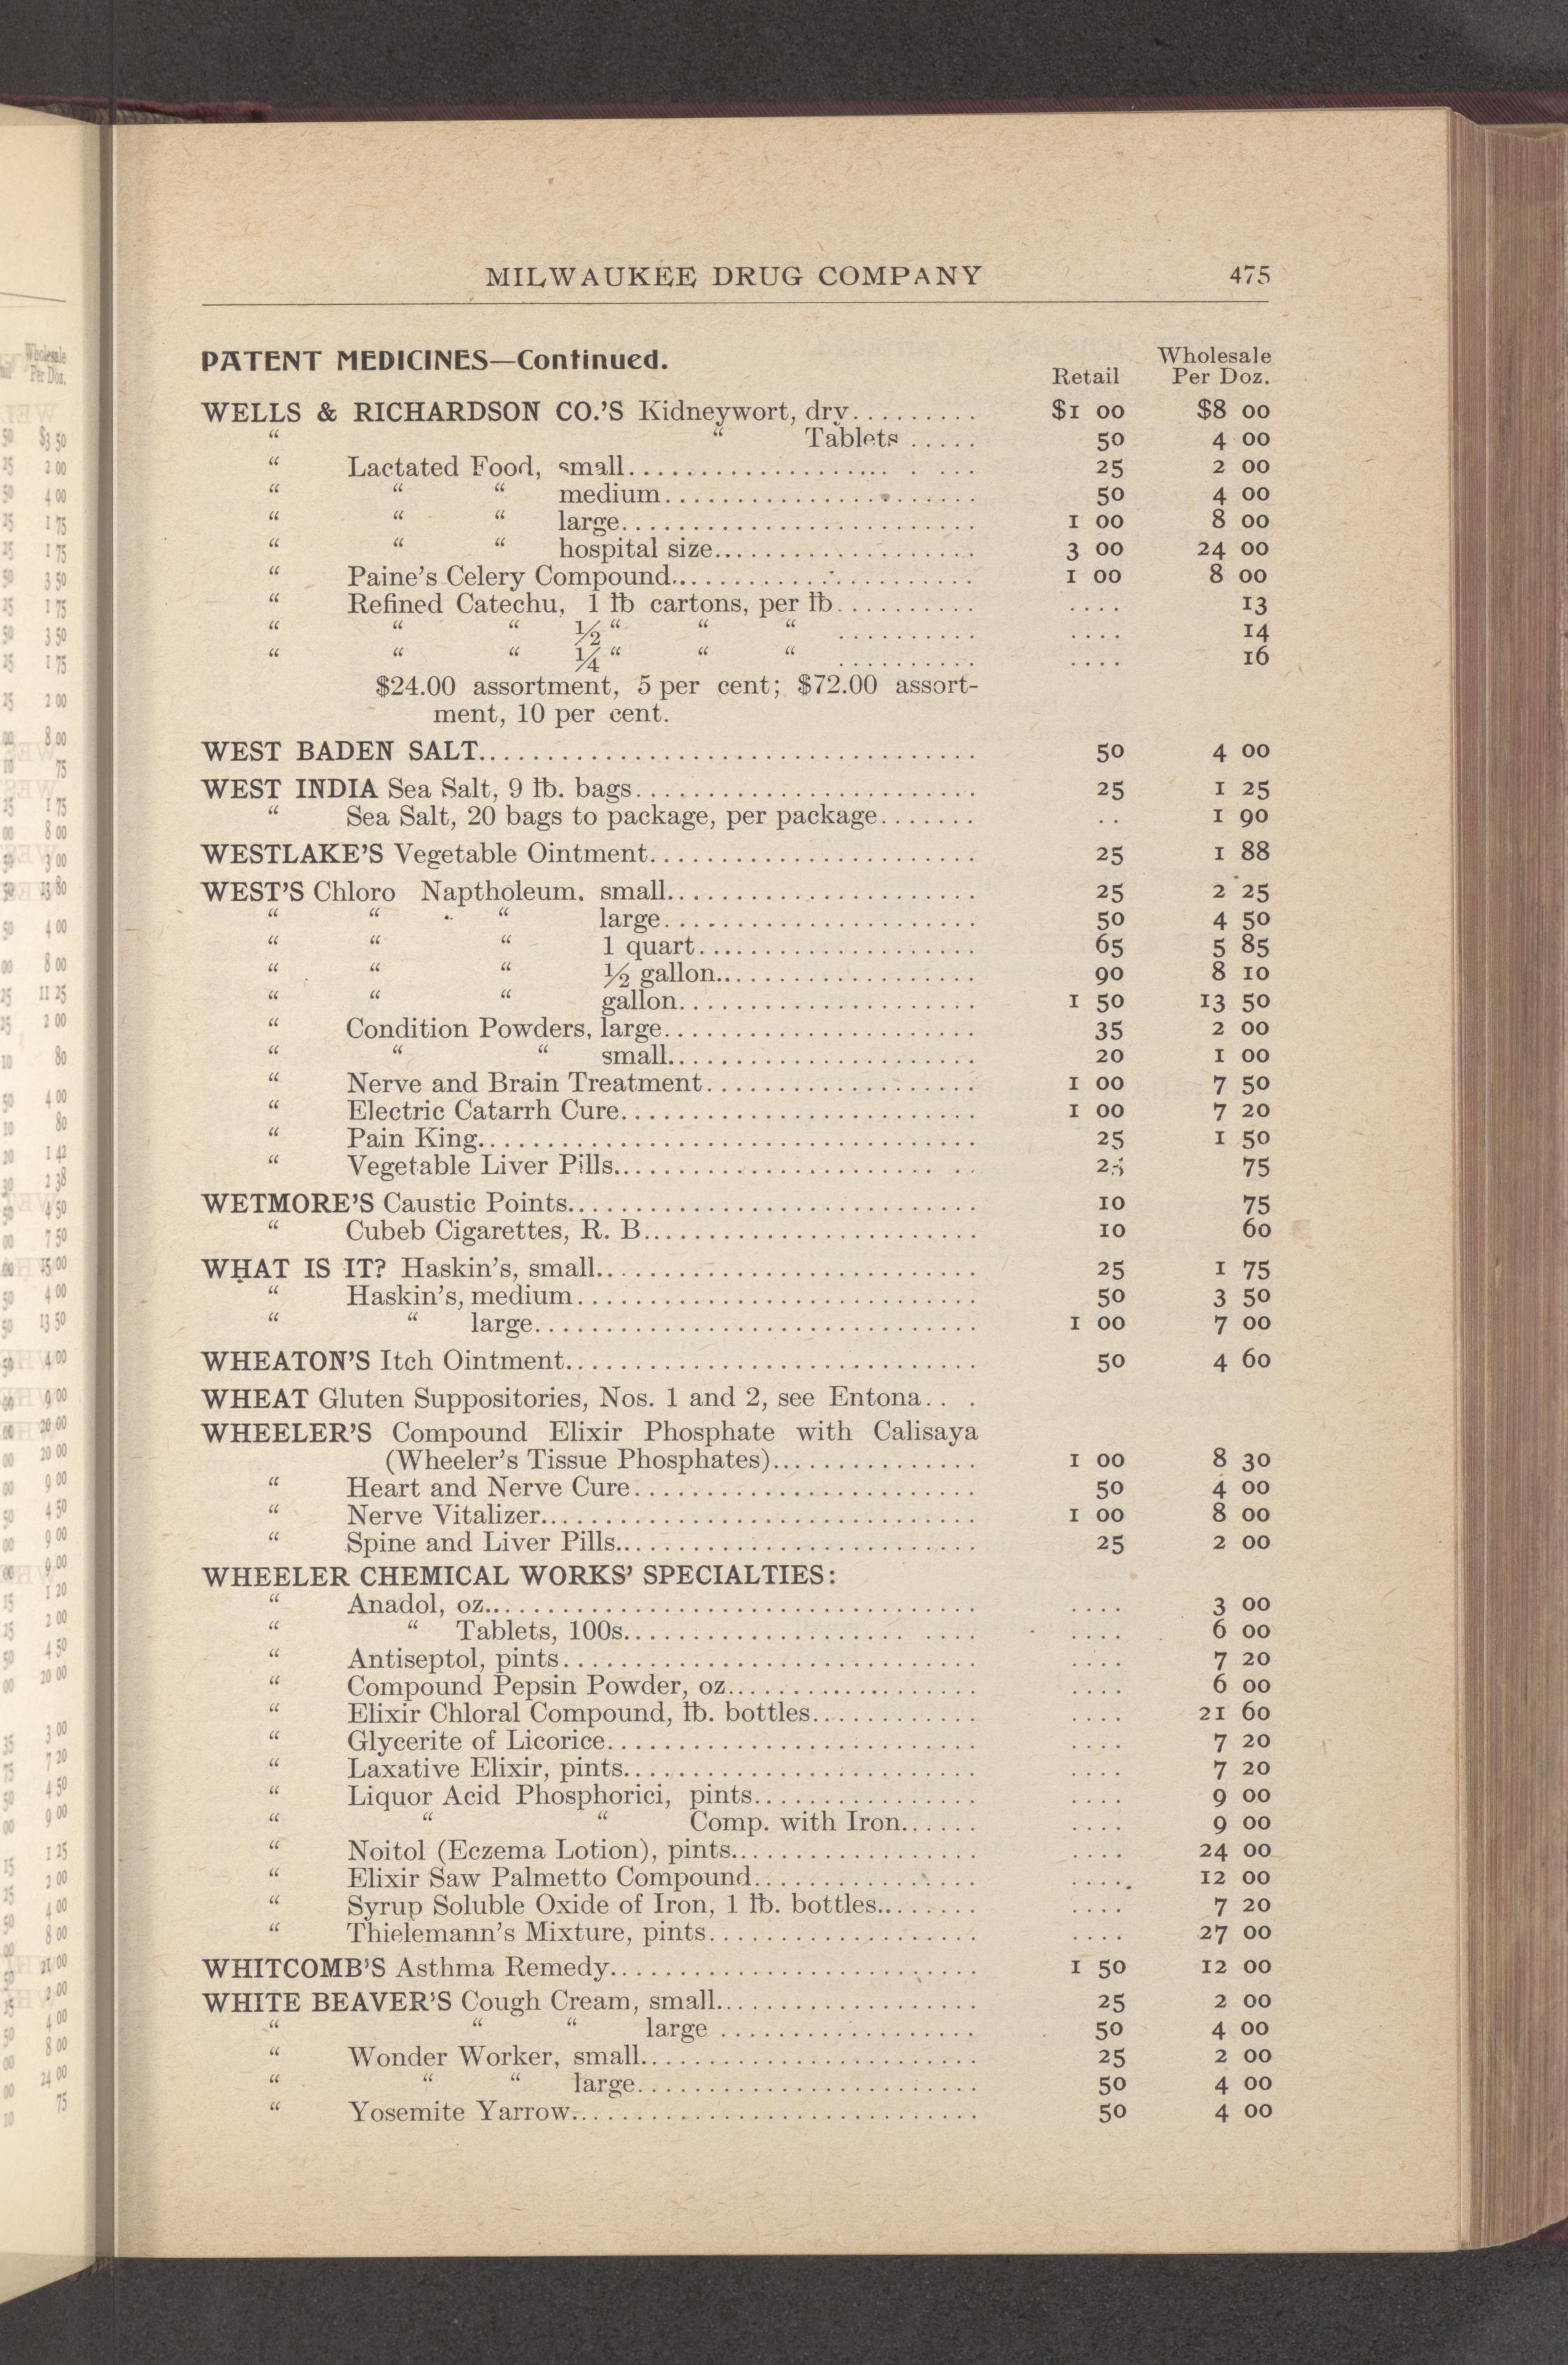 MILWAUKEE DRUG COMPANY 475
PATENT MEDICINES—Continued. Retail Wholesale Per Doz.
WELLS & RICHARDSON CO.'S Kidneywort, dry......... $1 00 $8 00
“ “ Tablets ..... 50 4 00
“ Lactated Food, small.................... 25 2 00
“ “ “ medium...................... 50 4 00
“ “ “ large......................... 1 00 8 00
“ “ “ hospital size................... 3 00 24 00
“ Paine's Celery Compound...................... 1 00 8 00
“ Refined Catechu, 1 lb cartons, per lb.......... .... 13
“ “ “ ½ “ “ “ .......... .... 14
“ “ “ ¼ “ “ “ .......... .... 16
$24.00 assortment, 5 per cent; $72.00 assort-
ment, 10 per cent.
WEST BADEN SALT.................................... 50 4 00
WEST INDIA Sea Salt, 9 lb. bags........................ 25 1 25
“ Sea Salt, 20 bags to package, per package....... .. 1 90
WESTLAKE'S Vegetable Ointment....................... 25 1 88
WEST'S Chloro Naptholeum. small...................... 25 2 25
“ “ “ large...................... 50 4 50
“ “ “ 1 quart.................... 65 5 85
“ “ “ ½ gallon................... 90 8 10
“ “ “ gallon..................... 1 50 13 50
“ Condition Powders, large...................... 35 2 00
“ “ “ small...................... 20 1 00
“ Nerve and Brain Treatment................... 1 00 7 50
“ Electric Catarrh Cure......................... 1 00 7 20
“ Pain King.................................... 25 1 50
“ Vegetable Liver Pills......................... 25 75
WETMORE'S Caustic Points............................. 10 75
“ Cubeb Cigarettes, R. B........................ 10 60
WHAT IS IT? Haskin's, small........................... 25 1 75
“ Haskin's, medium............................. 50 3 50
“ “ large................................ 1 00 7 00
WHEATON'S Itch Ointment............................. 50 4 60
WHEAT Gluten Suppositories, Nos. 1 and 2, see Entona.. .
WHEELER'S Compound Elixir Phosphate with Calisaya
(Wheeler's Tissue Phosphates)............... 1 00 8 30
“ Heart and Nerve Cure........................ 50 4 00
“ Nerve Vitalizer............................... 1 00 8 00
“ Spine and Liver Pills.......................... 25 2 00
WHEELER CHEMICAL WORKS' SPECIALTIES:
“ Anadol, oz................................... .... 3 00
“ “ Tablets, 100s......................... .... 6 00
“ Antiseptol, pints.............................. .... 7 20
“ Compound Pepsin Powder, oz.................. .... 6 00
“ Elixir Chloral Compound, lb. bottles............ .... 21 60
“ Glycerite of Licorice.......................... .... 7 20
“ Laxative Elixir, pints......................... .... 7 20
“ Liquor Acid Phosphorici, pints................ .... 9 00
“ “ “ Comp. with Iron...... .... 9 00
“ Noitol (Eczema Lotion), pints.................. .... 24 00
“ Elixir Saw Palmetto Compound................ .... 12 00
“ Syrup Soluble Oxide of Iron, 1 lb. bottles........ .... 7 20
“ Thielemann's Mixture, pints................... .... 27 00
WHITCOMB'S Asthma Remedy.......................... 1 50 12 00
WHITE BEAVER'S Cough Cream, small................... 25 2 00
“ “ “ large .................. 50 4 00
“ Wonder Worker, small........................ 25 2 00
“ “ “ large........................ 50 4 00
“ Yosemite Yarrow............................. 50 4 00